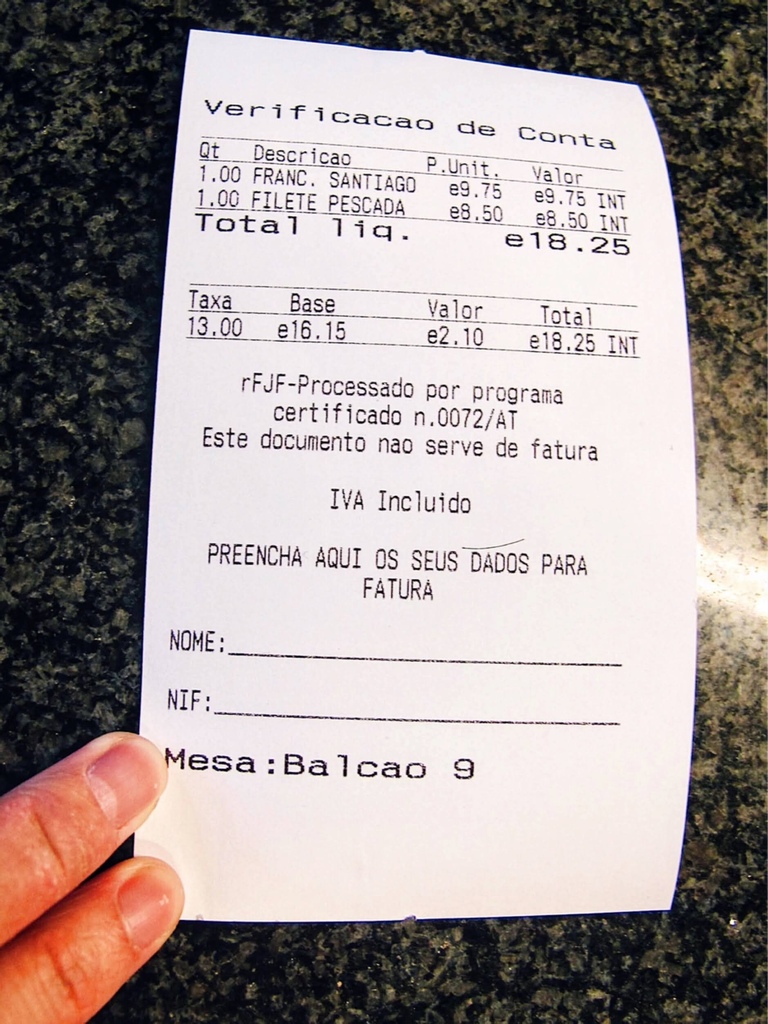 Verificacao de Conta
Qt Descricao P.Unit. Valor
1.00 FRANC. SANTIAGO e9.75 e9.75 INT
1.00 FILETE PESCADA e8.50 e8.50 INT
Total liq. e18.25
Taxa Base Valor Total
13.00 e16.15 e2.10 e18.25 INT
rFJF-Processado por programa
certificado n.0072/AT
Este documento nao serve de fatura
IVA Incluido
PREENCHA AQUI OS SEUS DADOS PARA
FATURA
NOME:
NIF:
Mesa:Balcao 9